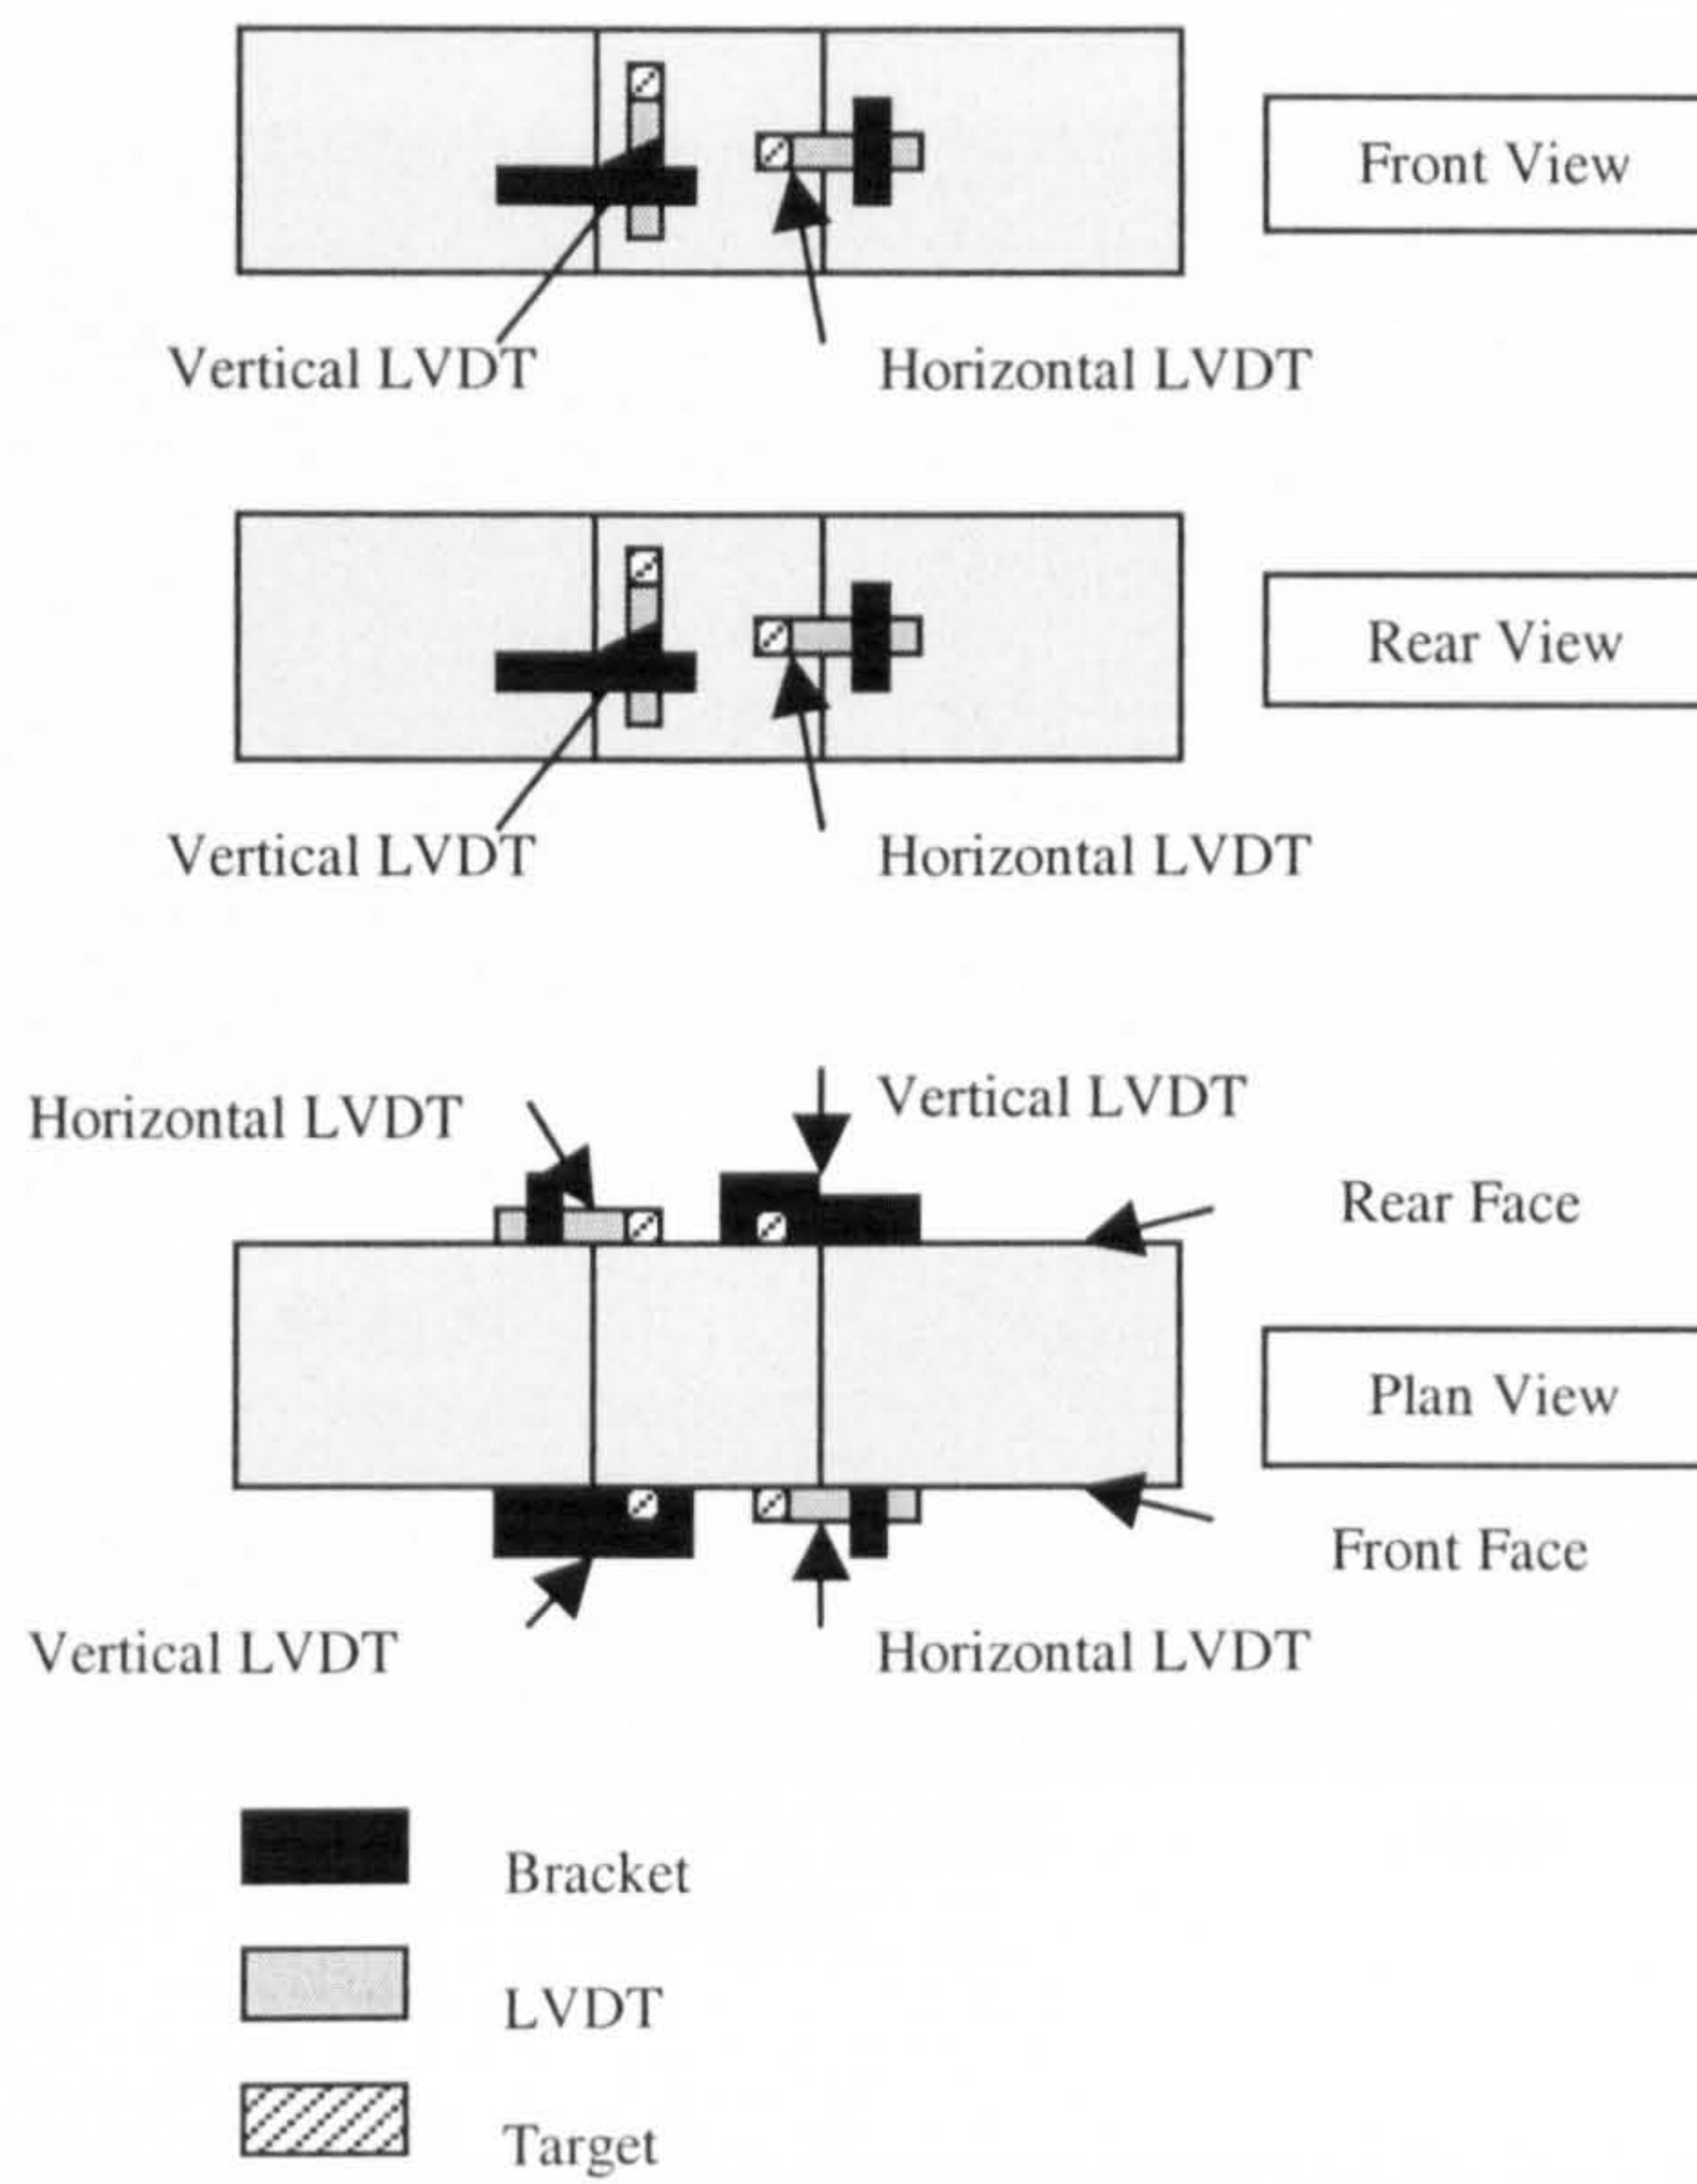 Front View
Vertical LVDT
Horizontal LVDT
Rear View
Vertical LVDT
Horizontal LVDT
Horizontal LVDT
Vertical LVDT
Rear Face
Plan View
Front Face
Vertical LVDT
Horizontal LVDT
Bracket
LVDT
Target